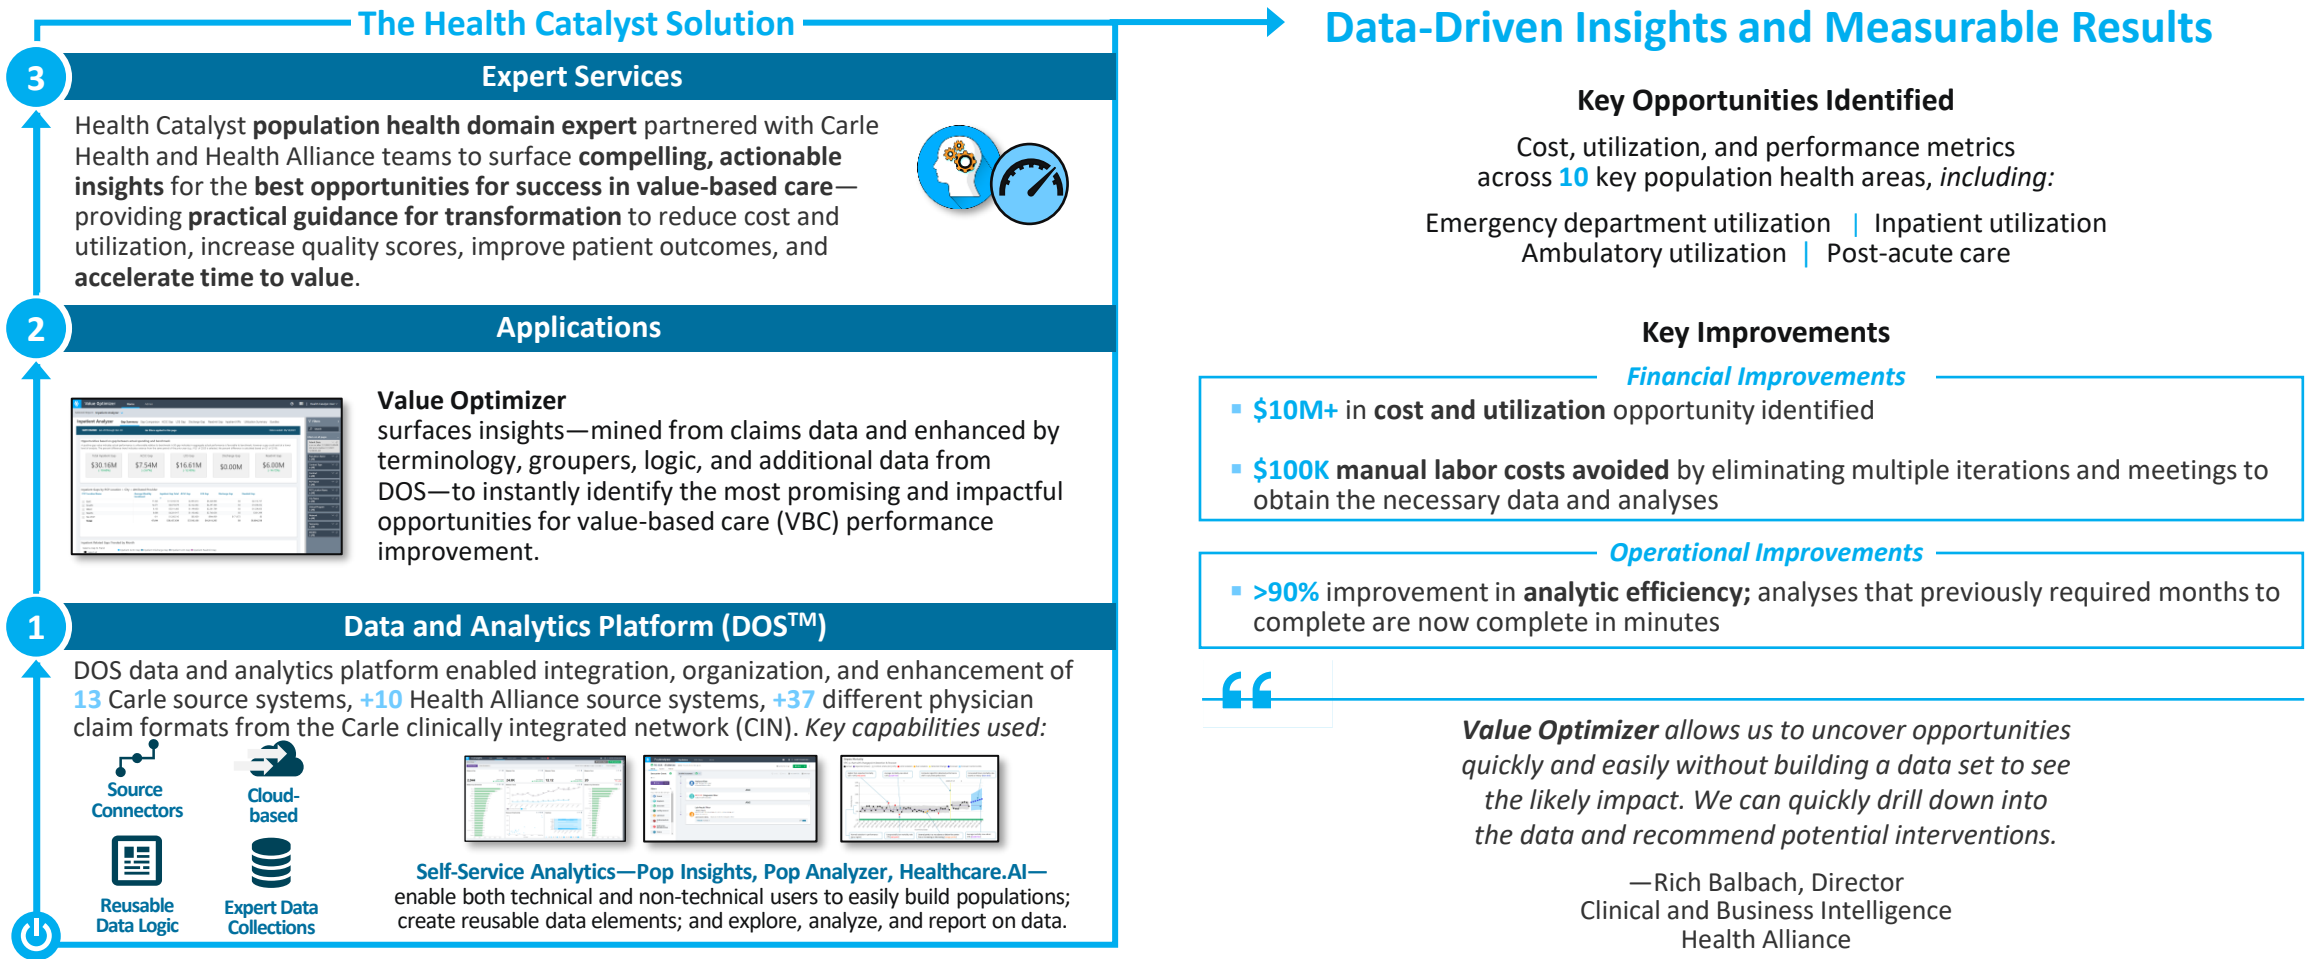 The Health Catalyst Solution
3
Expert Services
Health Catalyst population health domain expert partnered with Carle
Health and Health Alliance teams to surface compelling, actionable
insights for the best opportunities for success in value-based care—
providing practical guidance for transformation to reduce cost and
utilization, increase quality scores, improve patient outcomes, and
accelerate time to value.
2
Applications
Value Optimizer
Inpatient Analyzer
$30.16M
$7.54M
$16.61M
$0.00M
$6.00M
Value Optimizer
surfaces insights—mined from claims data and enhanced by
terminology, groupers, logic, and additional data from
DOS—to instantly identify the most promising and impactful
opportunities for value-based care (VBC) performance
improvement.
1
Data and Analytics Platform (DOS™)
DOS data and analytics platform enabled integration, organization, and enhancement of
13 Carle source systems, +10 Health Alliance source systems, +37 different physician
claim formats from the Carle clinically integrated network (CIN). Key capabilities used:
Source
Connectors
Cloud-
based
Reusable
Data Logic
Expert Data
Collections
Self-Service Analytics—Pop Insights, Pop Analyzer, Healthcare.AI—
enable both technical and non-technical users to easily build populations;
create reusable data elements; and explore, analyze, and report on data.
Data-Driven Insights and Measurable Results
Key Opportunities Identified
Cost, utilization, and performance metrics
across 10 key population health areas, including:
Emergency department utilization | Inpatient utilization
Ambulatory utilization | Post-acute care
Key Improvements
Financial Improvements
▪ $10M+ in cost and utilization opportunity identified
▪ $100K manual labor costs avoided by eliminating multiple iterations and meetings to
obtain the necessary data and analyses
Operational Improvements
▪ >90% improvement in analytic efficiency; analyses that previously required months to
complete are now complete in minutes
“
Value Optimizer allows us to uncover opportunities
quickly and easily without building a data set to see
the likely impact. We can quickly drill down into
the data and recommend potential interventions.
—Rich Balbach, Director
Clinical and Business Intelligence
Health Alliance